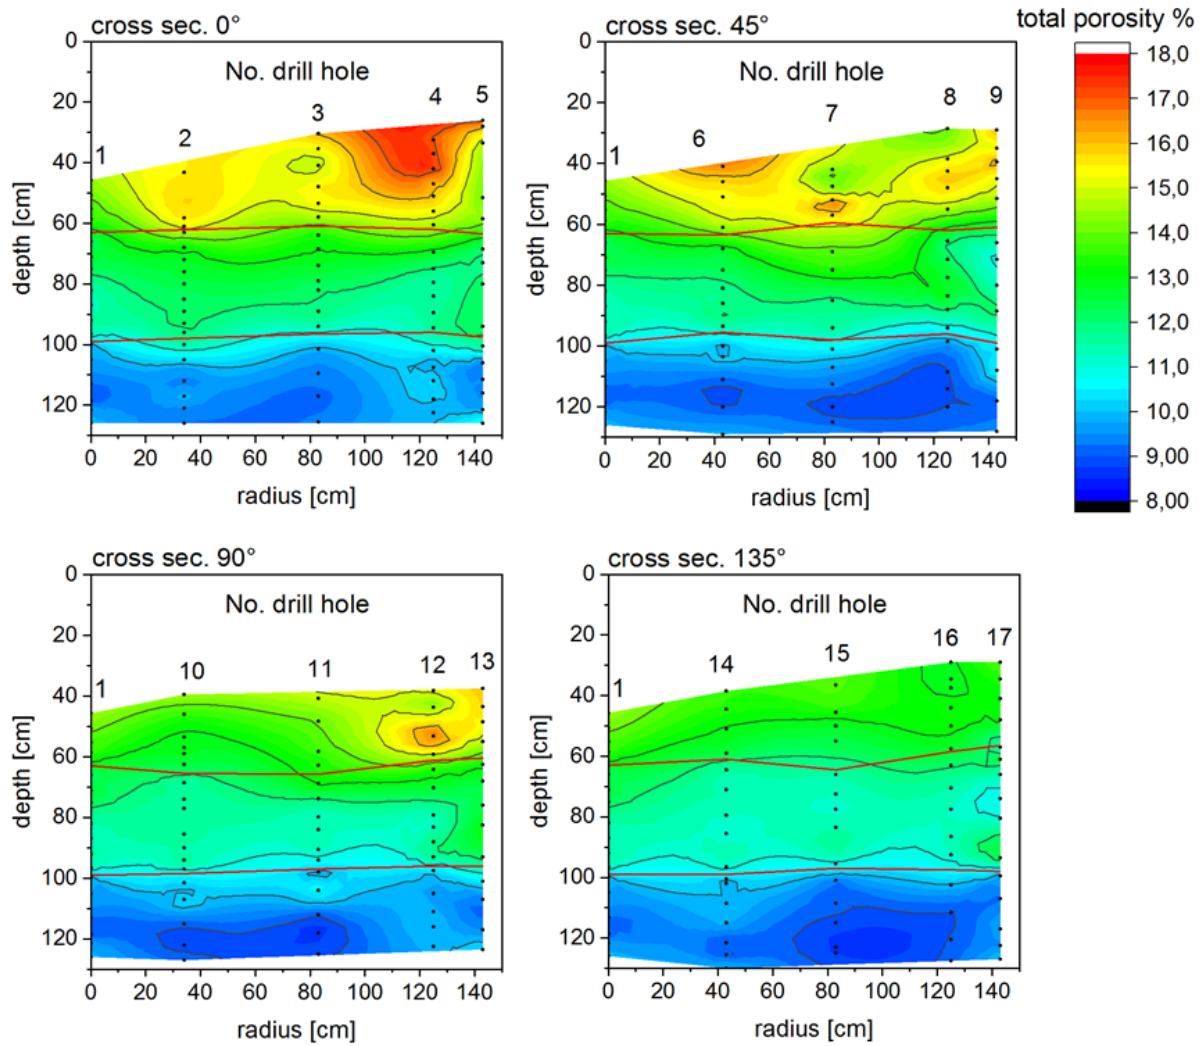 cross sec. 0°
cross sec. 45°
total porosity %
No. drill hole
1 2 3 4 5
0
20
40
60
80
100
120
depth [cm]
0 20 40 60 80 100 120 140
radius [cm]
No. drill hole
1 6 7 8 9
0
20
40
60
80
100
120
depth [cm]
0 20 40 60 80 100 120 140
radius [cm]
18,0
17,0
16,0
15,0
14,0
13,0
12,0
11,0
10,0
9,00
8,00
cross sec. 90°
cross sec. 135°
No. drill hole
1 10 11 12 13
0
20
40
60
80
100
120
depth [cm]
0 20 40 60 80 100 120 140
radius [cm]
No. drill hole
1 14 15 16 17
0
20
40
60
80
100
120
depth [cm]
0 20 40 60 80 100 120 140
radius [cm]